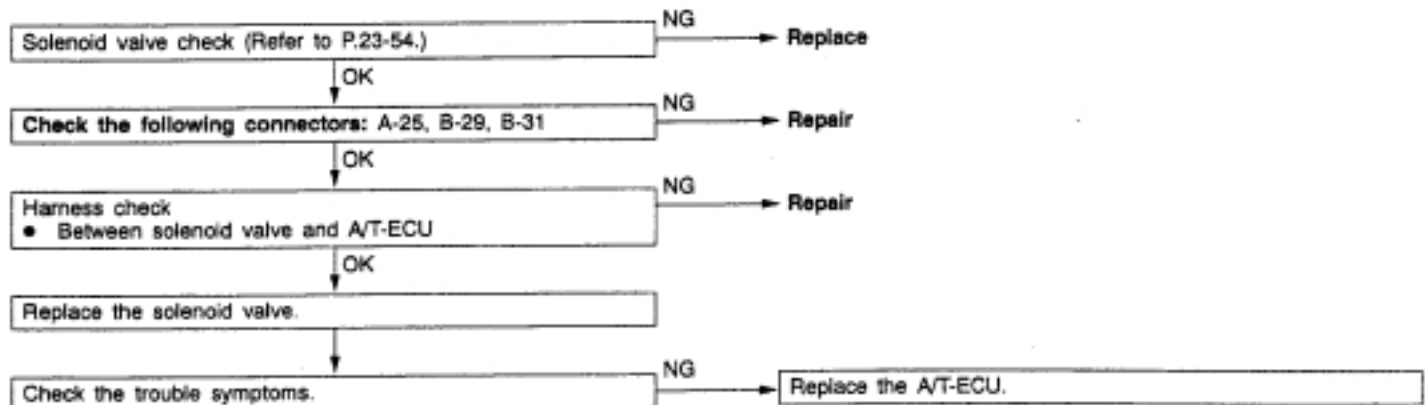 NG
Solenoid valve check (Refer to P.23-54.)
Replace
OK
NG
Check the following connectors: A-25, B-29, B-31
Repair
OK
NG
Harness check
Repair
● Between solenoid valve and A/T-ECU
OK
Replace the solenoid valve.
NG
Check the trouble symptoms.
Replace the A/T-ECU.